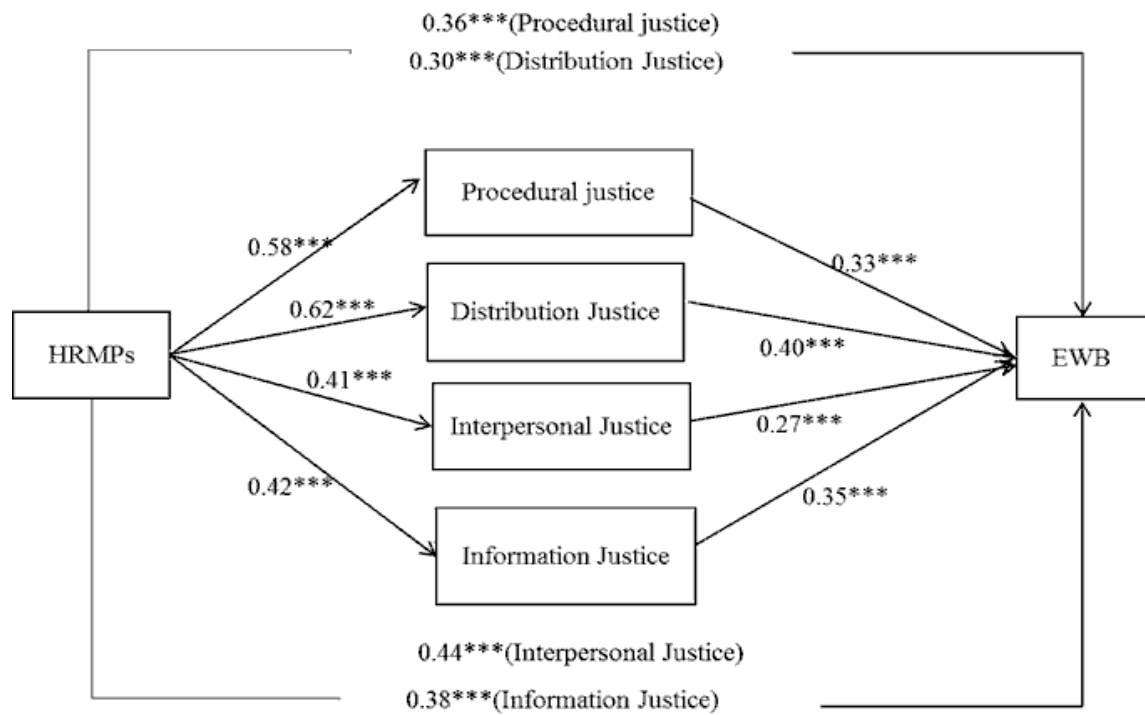 0.36***(Procedural justice)
0.30***(Distribution Justice)
Procedural justice
0.58***
0.33***
Distribution Justice
0.62***
0.40***
HRMPs
EWB
0.41***
Interpersonal Justice
0.27***
0.42***
0.35***
Information Justice
0.44***(Interpersonal Justice)
0.38***(Information Justice)